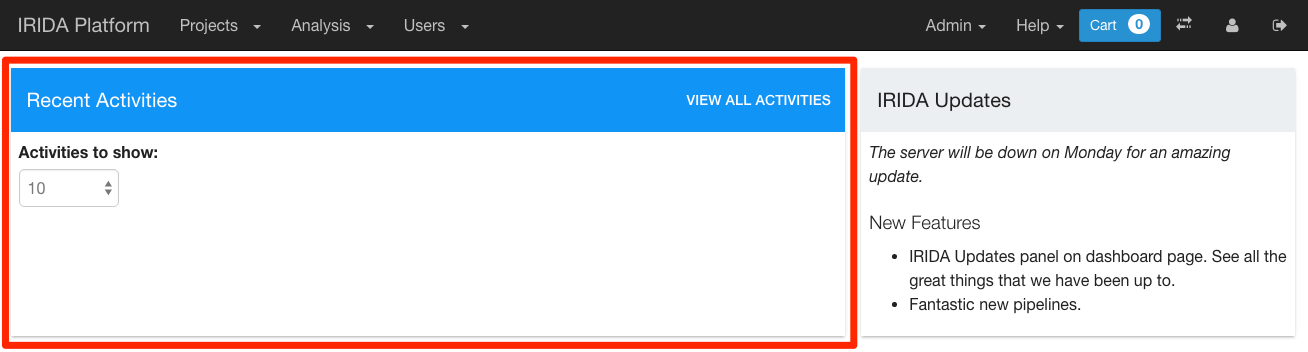 IRIDA Platform Projects Analysis Users Admin Help Cart 0
Recent Activities VIEW ALL ACTIVITIES
Activities to show:
10
IRIDA Updates
The server will be down on Monday for an amazing
update.
New Features
• IRIDA Updates panel on dashboard page. See all the
great things that we have been up to.
• Fantastic new pipelines.